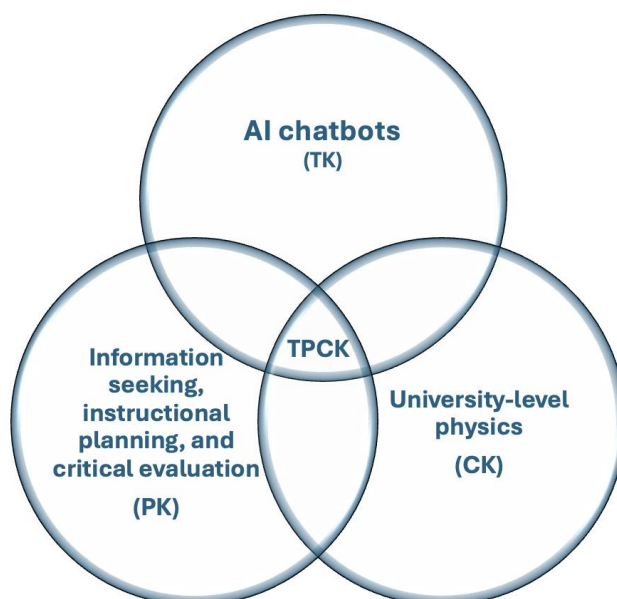 AI chatbots
(TK)
TPCK
Information
seeking,
instructional
planning, and
critical evaluation
(PK)
University-level
physics
(CK)